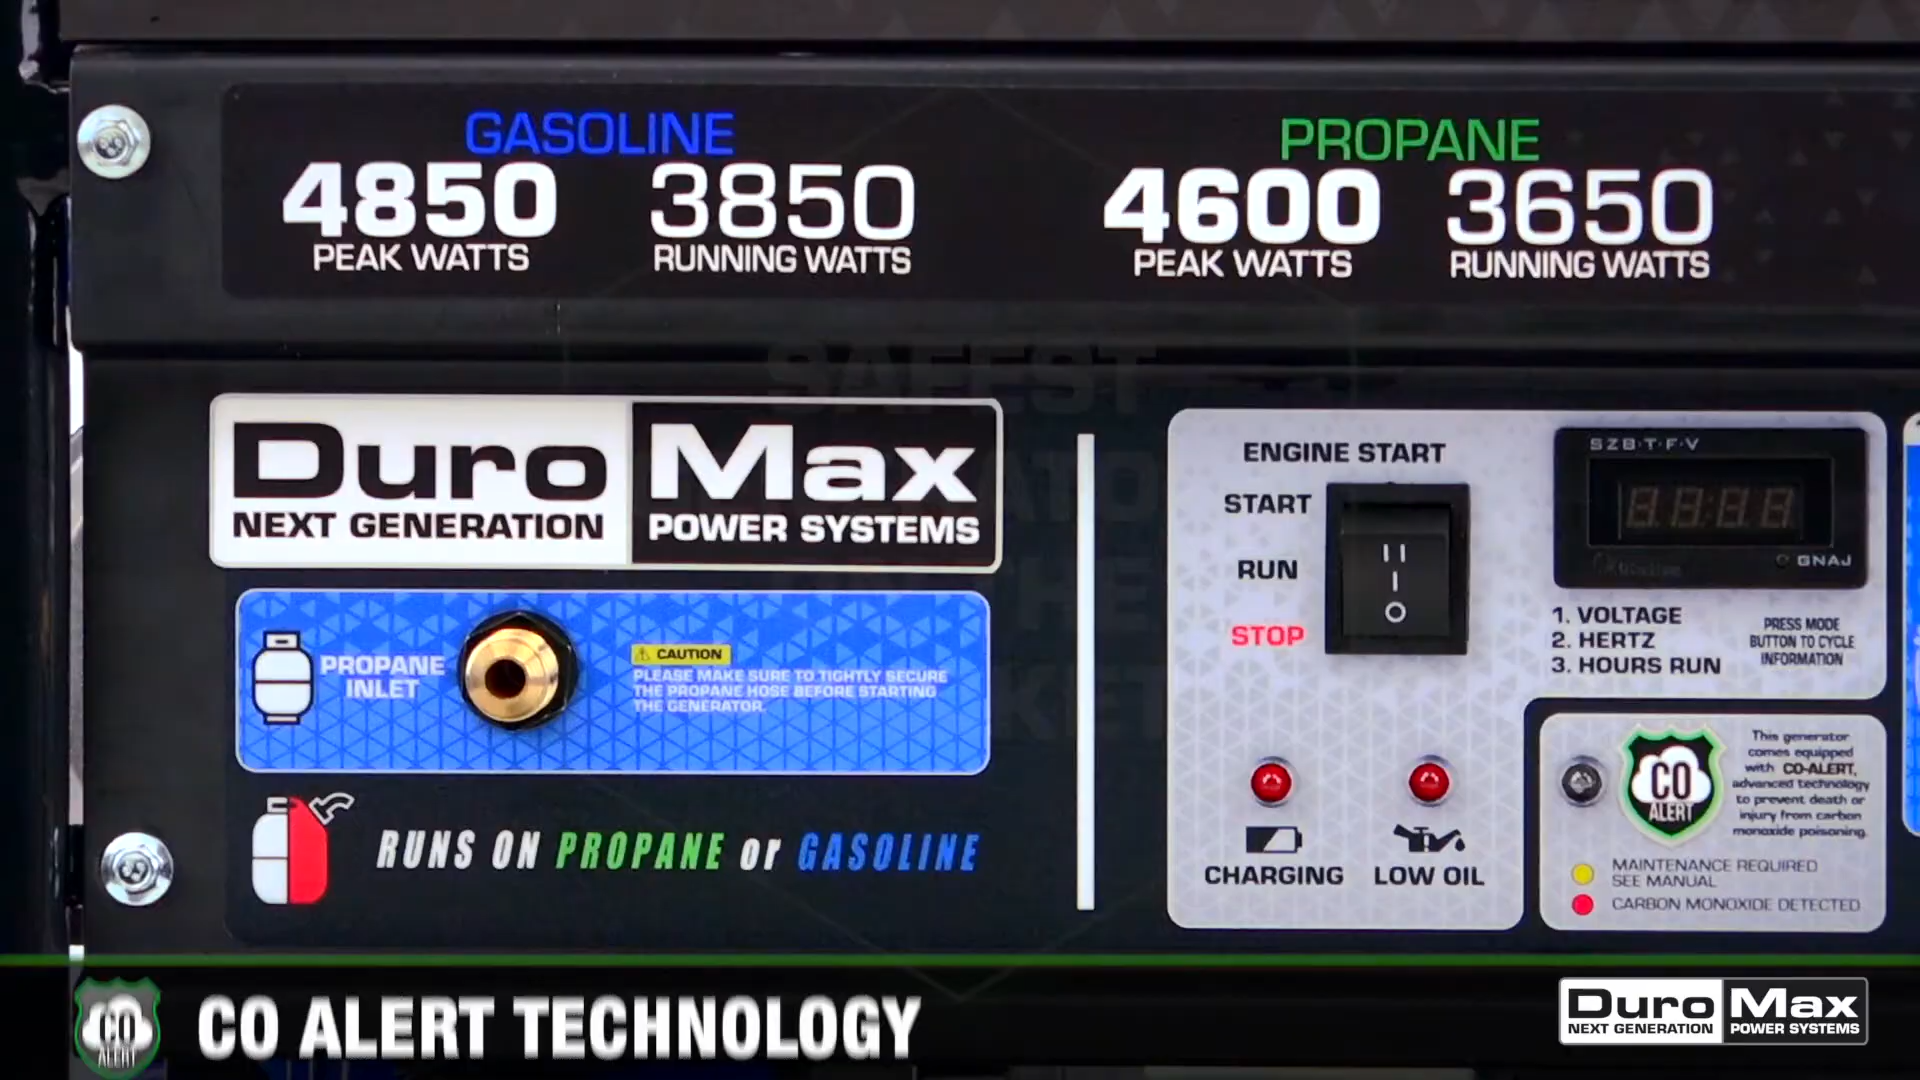 GASOLINE
4850 3850
PEAK WATTS RUNNING WATTS
PROPANE
4600 3650
PEAK WATTS RUNNING WATTS
SAFEST
DuroMax
NEXT GENERATION POWER SYSTEMS
PROPANE
INLET
CAUTION
PLEASE MAKE SURE TO TIGHTLY SECURE
THE PROPANE HOSE BEFORE STARTING
THE GENERATOR.
RUNS ON PROPANE or GASOLINE
ENGINE START
START
RUN
STOP
CHARGING
LOW OIL
SZB·T·F·V
GNAJ
1. VOLTAGE
2. HERTZ
3. HOURS RUN
PRESS MODE
BUTTON TO CYCLE
INFORMATION
CO
ALERT
This generator
comes equipped
with CO-ALERT,
advanced technology
to prevent death or
injury from carbon
monoxide poisoning.
MAINTENANCE REQUIRED
SEE MANUAL
CARBON MONOXIDE DETECTED
CO
ALERT
CO ALERT TECHNOLOGY
DuroMax
NEXT GENERATION POWER SYSTEMS